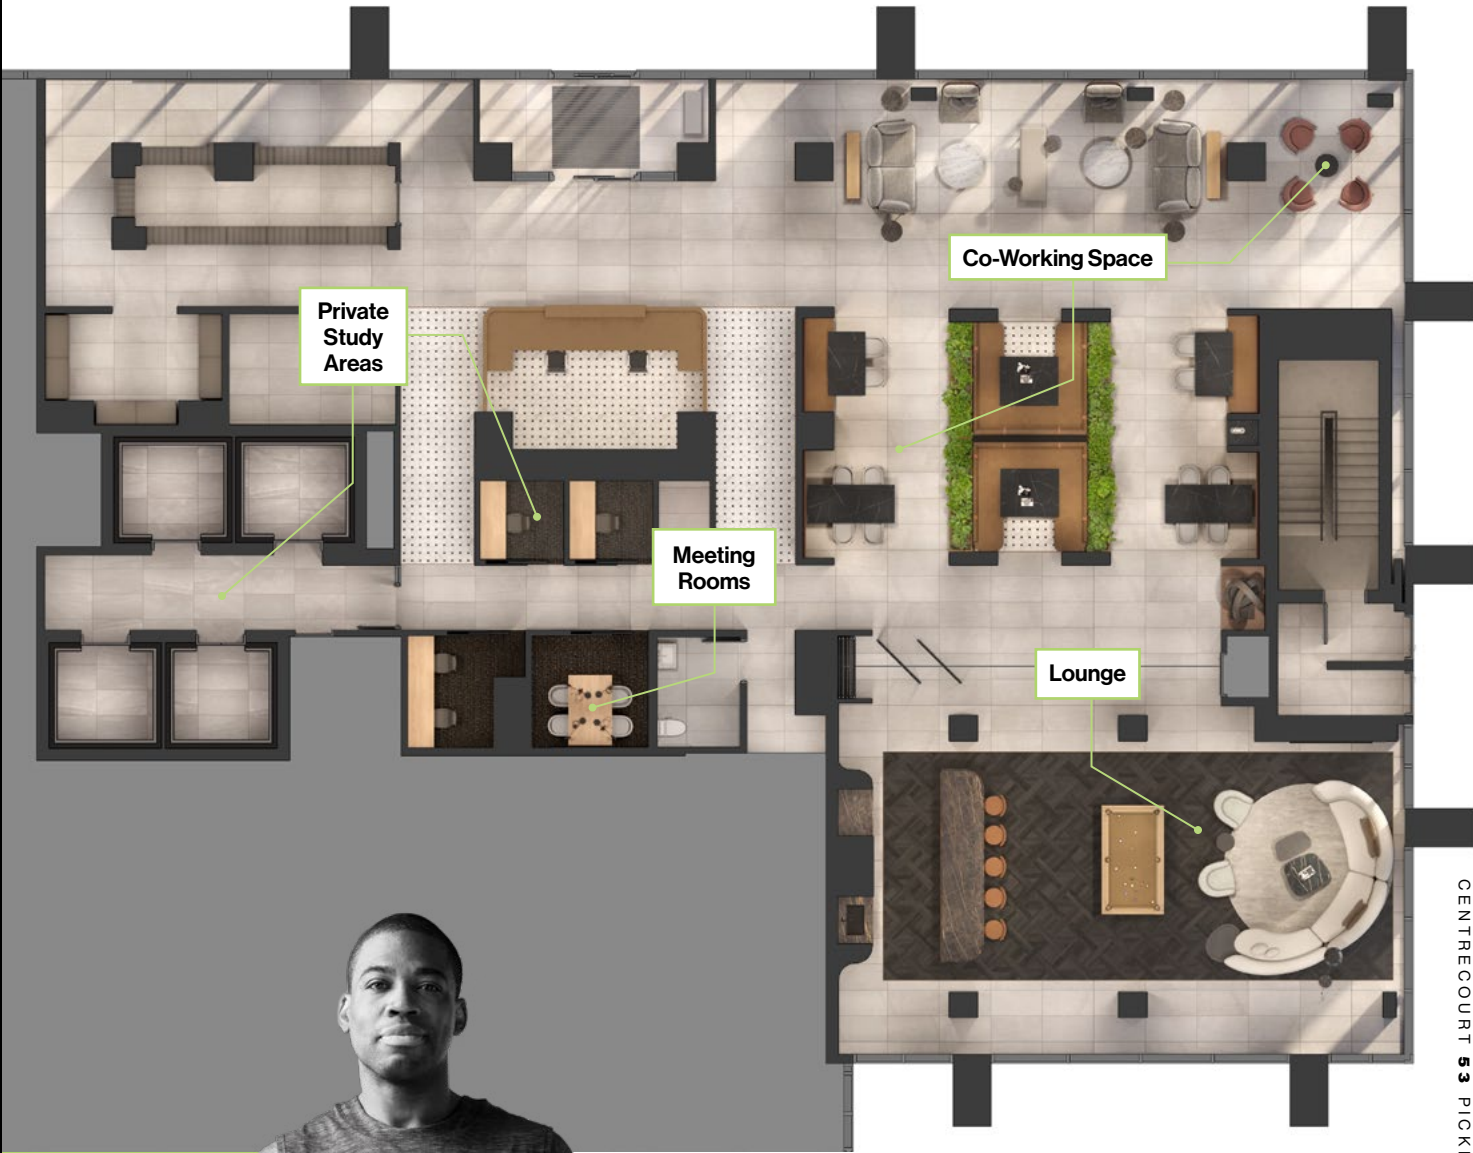 Co-Working Space
Private
Study
Areas
Meeting
Rooms
Lounge
CENTRECOURT 53